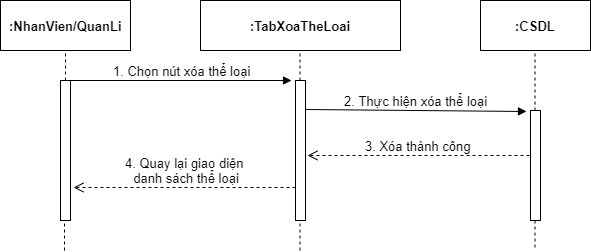 :NhanVien/QuanLi
:TabXoaTheLoai
:CSDL
1. Chọn nút xóa thể loại
2. Thực hiện xóa thể loại
3. Xóa thành công
4. Quay lại giao diện
danh sách thể loại